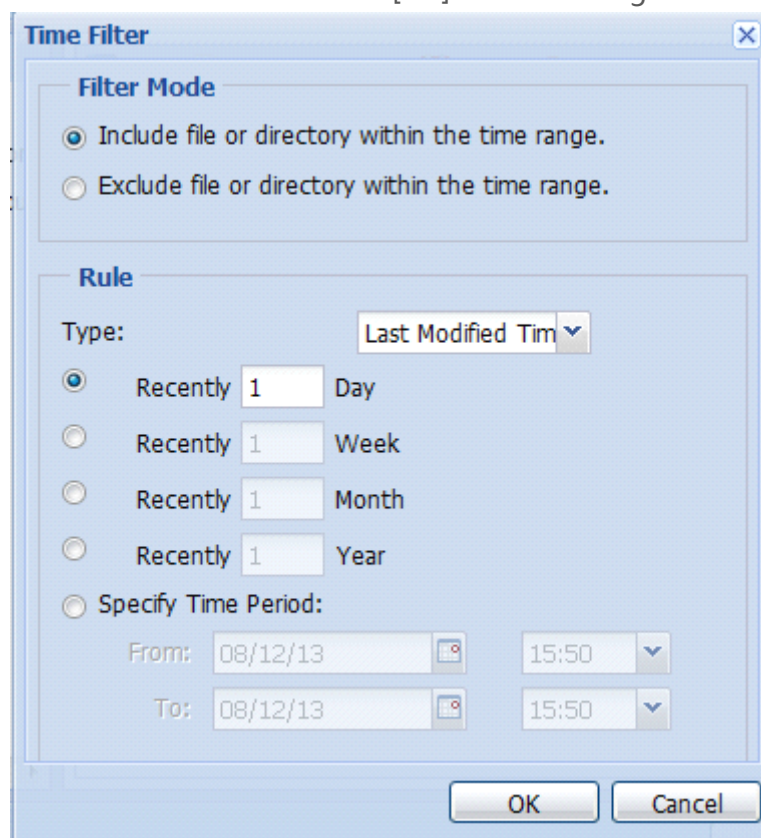 Time Filter
Filter Mode
Include file or directory within the time range.
Exclude file or directory within the time range.
Rule
Type: Last Modified Tim
Recently 1 Day
Recently 1 Week
Recently 1 Month
Recently 1 Year
Specify Time Period:
From: 08/12/13 15:50
To: 08/12/13 15:50
OK Cancel